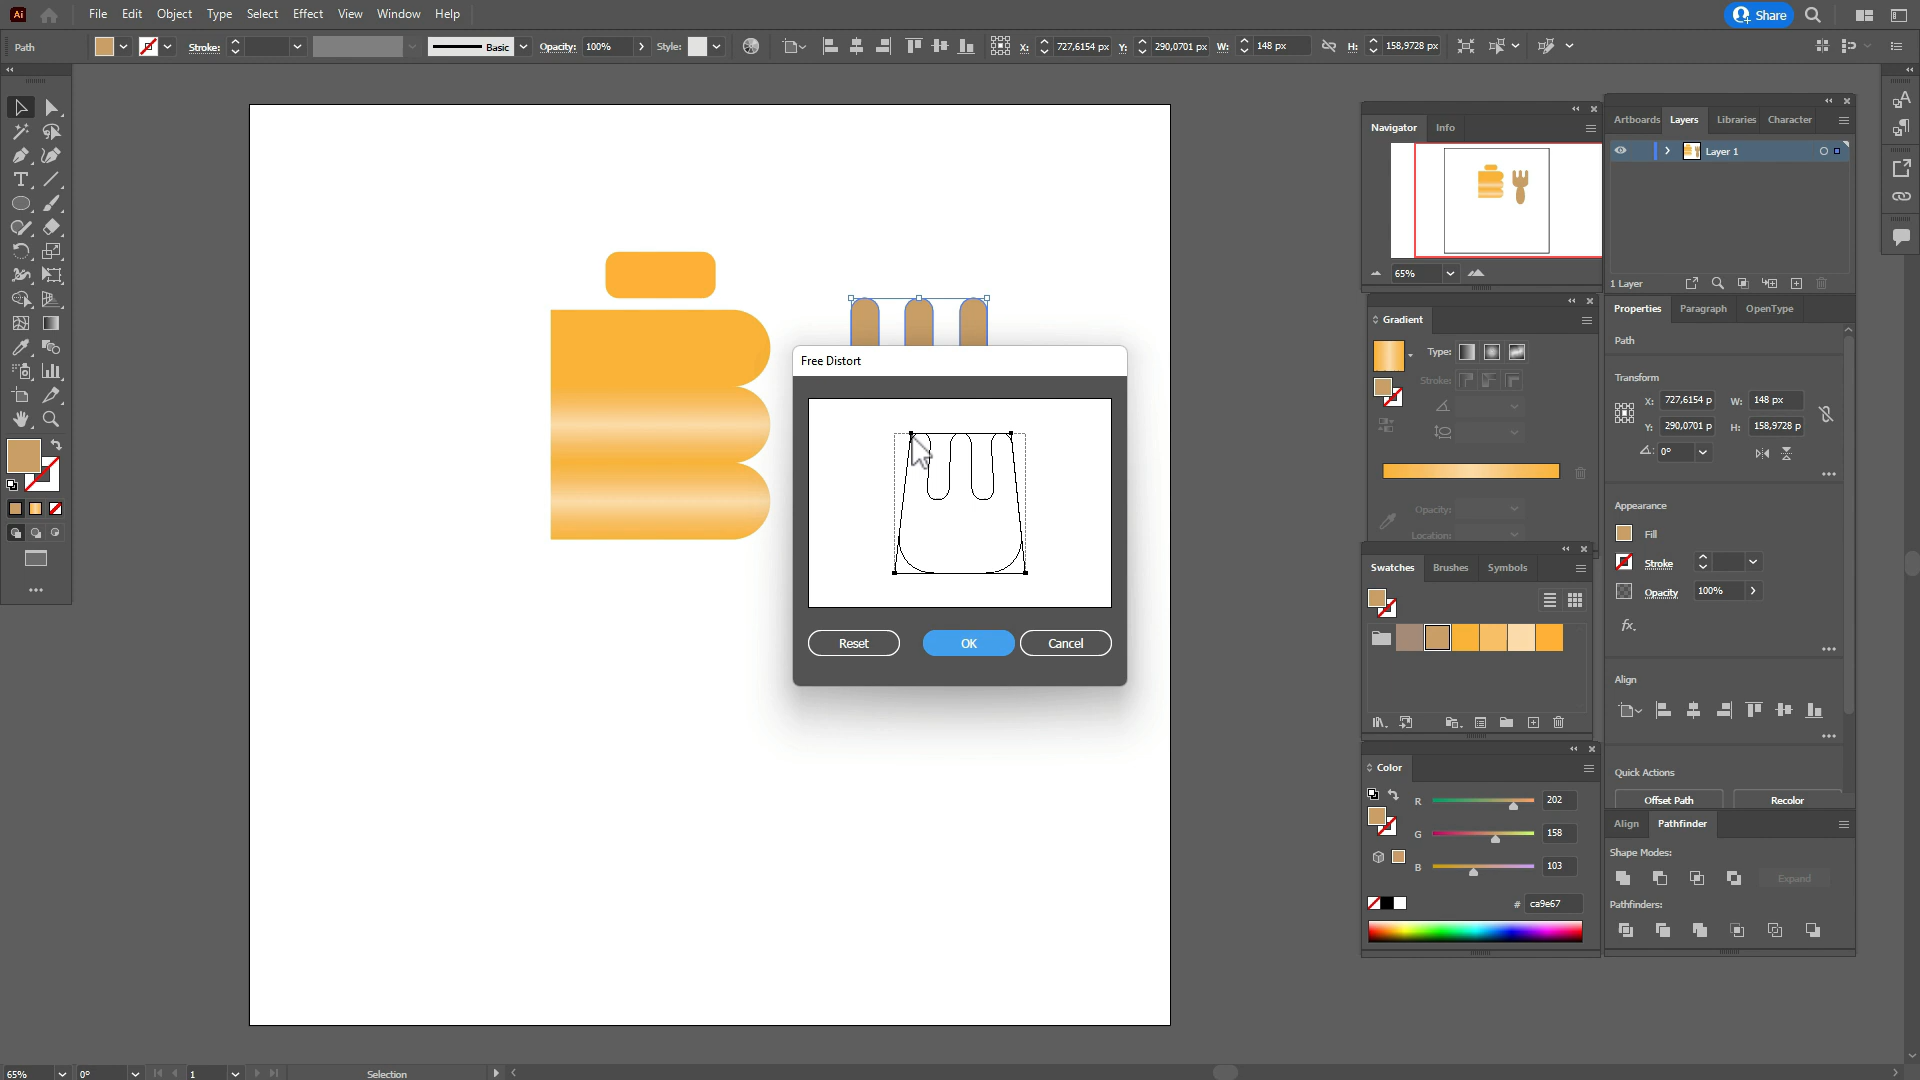 Ai File Edit Object Type Select Effect View Window Help Share
Path Stroke: Basic Opacity: 100% Style: X: 727,6154 px Y: 290,0701 px W: 148 px H: 158,9728 px
Navigator Info
65%
Artboards Layers Libraries Character
Layer 1
1 Layer
Gradient
Type:
Stroke:
Opacity:
Location:
Properties Paragraph OpenType
Path
Transform
X: 727,6154 p W: 148 px
Y: 290,0701 p H: 158,9728 p
0°
Appearance
Fill
Stroke
Opacity 100%
fx.
Align
Quick Actions
Offset Path Recolor
Free Distort
Reset OK Cancel
Swatches Brushes Symbols
Color
R 202
G 158
B 103
# ca9e67
Align Pathfinder
Shape Modes:
Expand
Pathfinders:
65% 0° 1 Selection